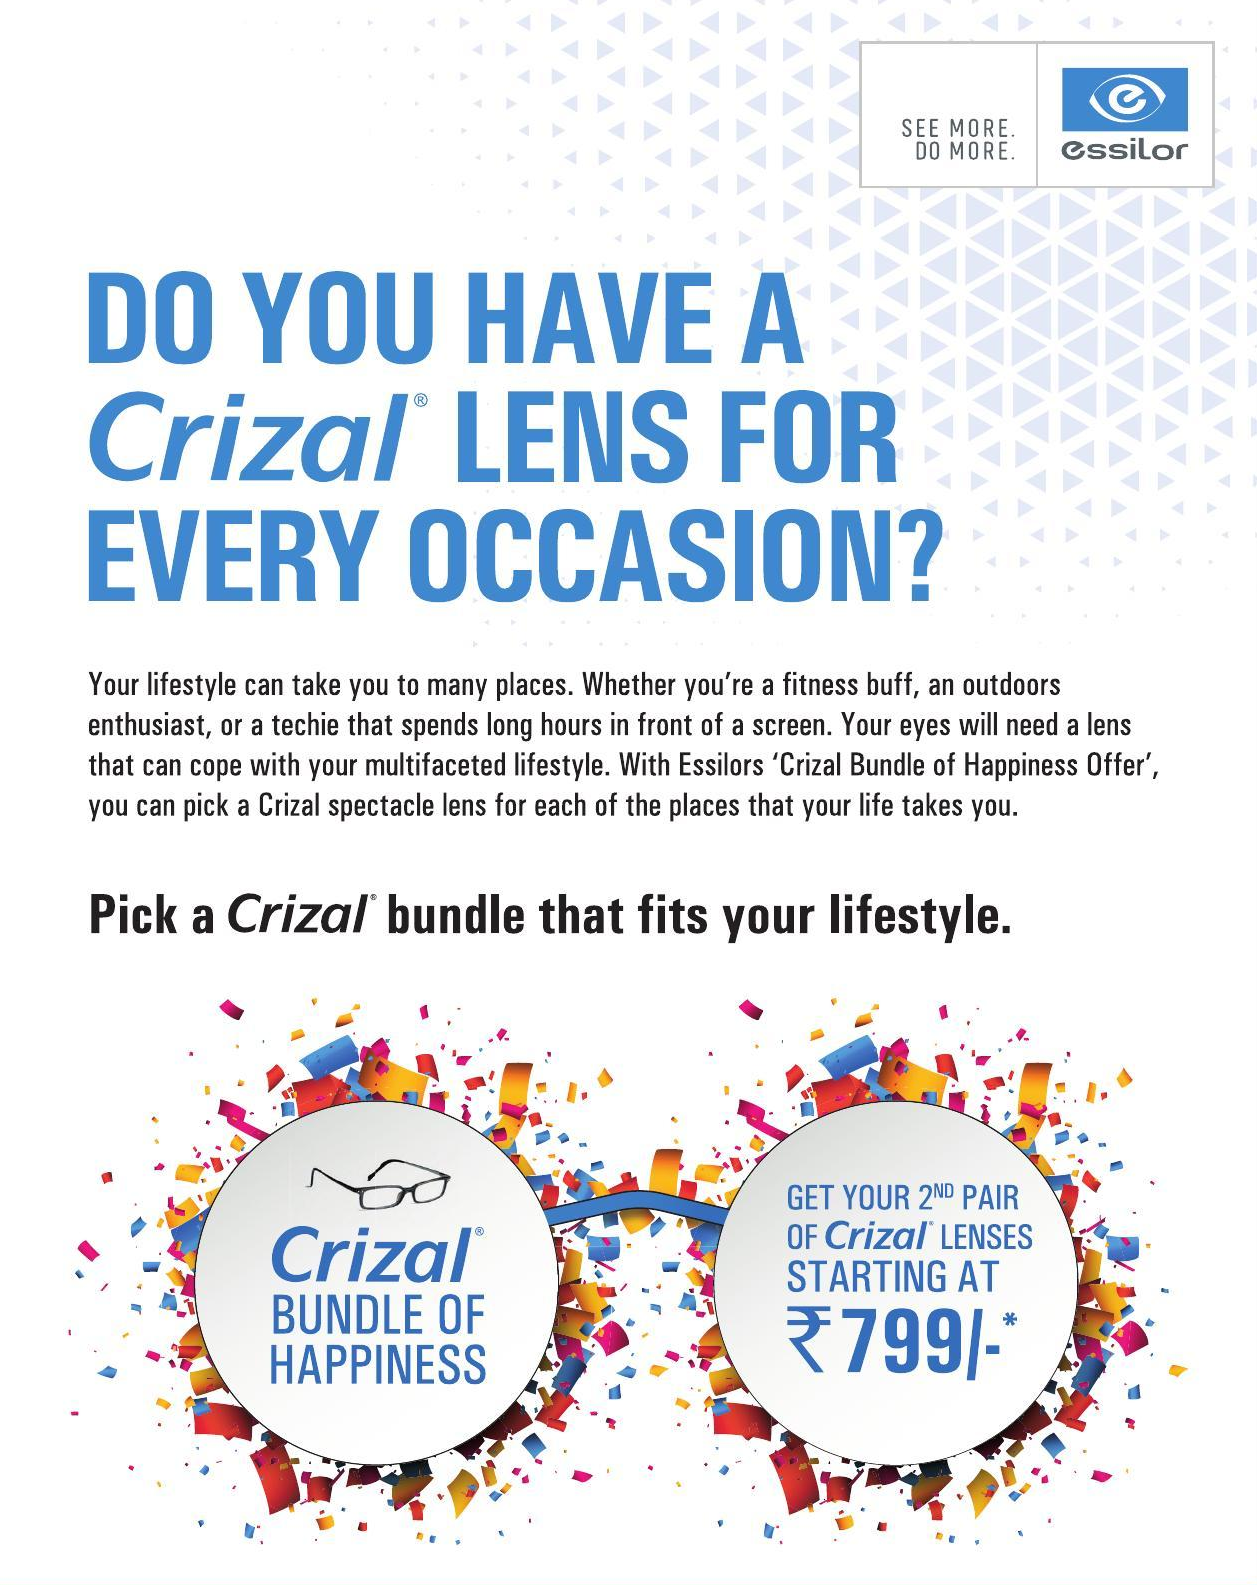 SEE MORE.
DO MORE.
essilor
DO YOU HAVE A
Crizal® LENS FOR
EVERY OCCASION?
Your lifestyle can take you to many places. Whether you’re a fitness buff, an outdoors
enthusiast, or a techie that spends long hours in front of a screen. Your eyes will need a lens
that can cope with your multifaceted lifestyle. With Essilors ‘Crizal Bundle of Happiness Offer’,
you can pick a Crizal spectacle lens for each of the places that your life takes you.
Pick a Crizal® bundle that fits your lifestyle.
Crizal®
BUNDLE OF
HAPPINESS
GET YOUR 2ND PAIR
OF Crizal® LENSES
STARTING AT
₹799/-*